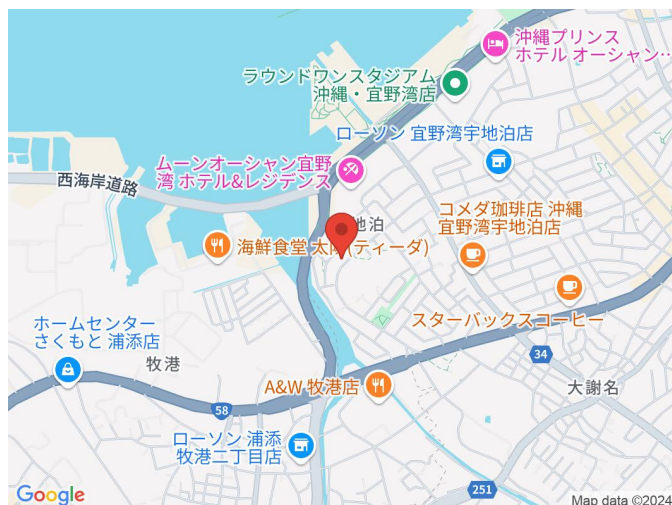 沖縄プリンス
ホテル オーシャン…
ラウンドワンスタジアム
沖縄・宜野湾店
ローソン 宜野湾宇地泊店
ムーンオーシャン宜野
湾 ホテル&レジデンス
西海岸道路
地泊
コメダ珈琲店 沖縄
宜野湾宇地泊店
海鮮食堂 太陽(ティーダ)
スターバックスコーヒー
ホームセンター
さくもと 浦添店
牧港
34
A&W 牧港店
大謝名
58
ローソン 浦添
牧港二丁目店
251
Google
Map data ©2024